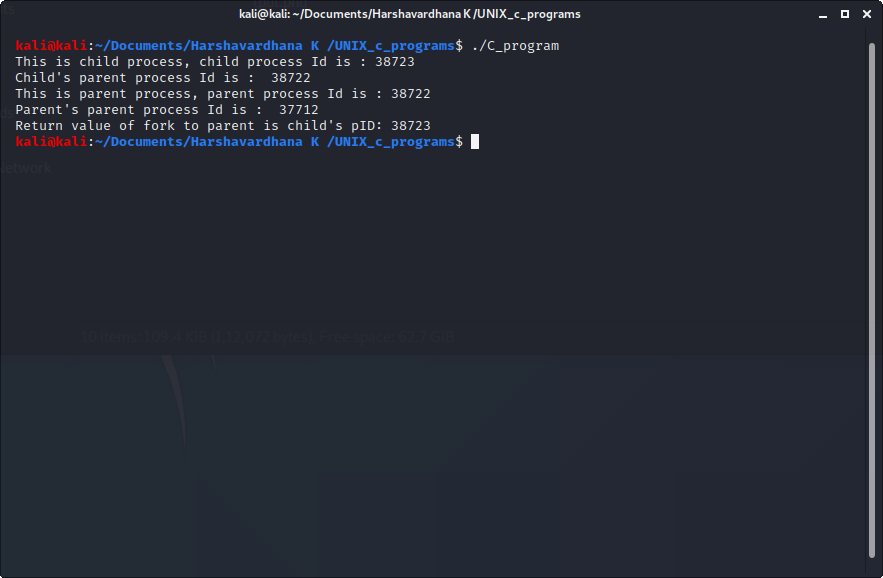 kali@kali: ~/Documents/Harshavardhana K /UNIX_c_programs
kali@kali:~/Documents/Harshavardhana K /UNIX_c_programs$ ./C_program
This is child process, child process Id is : 38723
Child's parent process Id is :  38722
This is parent process, parent process Id is : 38722
Parent's parent process Id is :  37712
Return value of fork to parent is child's pID: 38723
kali@kali:~/Documents/Harshavardhana K /UNIX_c_programs$
Network